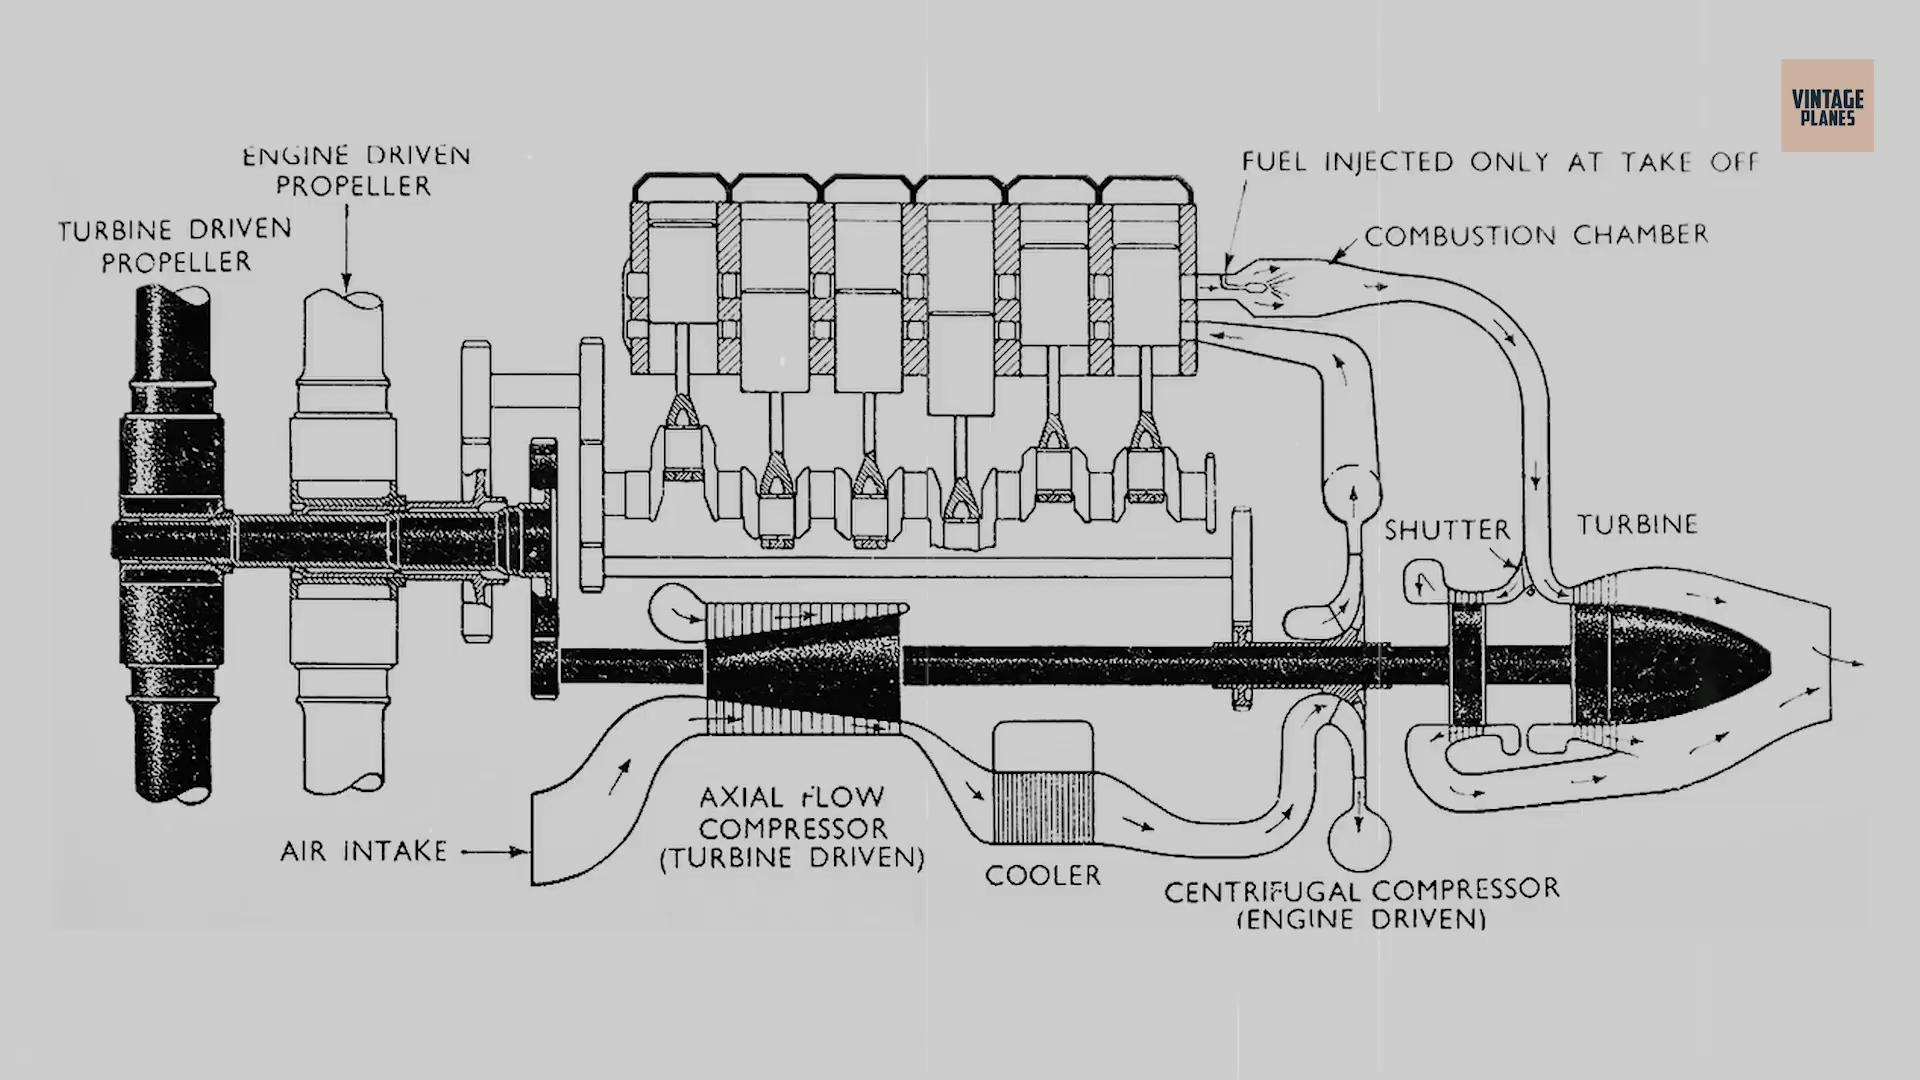 VINTAGE
PLANES
ENGINE DRIVEN
PROPELLER
TURBINE DRIVEN
PROPELLER
FUEL INJECTED ONLY AT TAKE OFF
COMBUSTION CHAMBER
SHUTTER
TURBINE
AIR INTAKE
AXIAL FLOW
COMPRESSOR
(TURBINE DRIVEN)
COOLER
CENTRIFUGAL COMPRESSOR
(ENGINE DRIVEN)